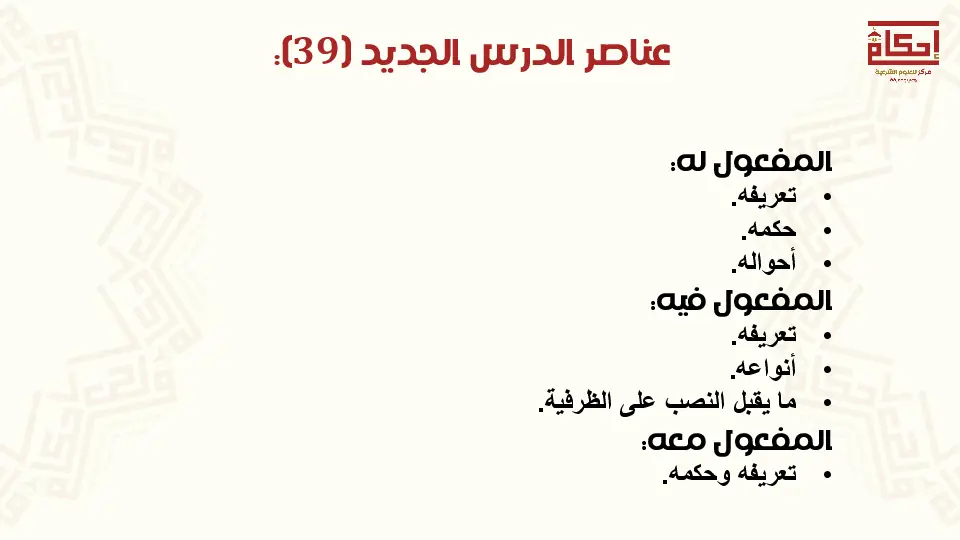 عناصر الدرس الجديد (39):
إحكام
مركز للعلوم الشرعية
المفعول له:
• تعريفه.
• حكمه.
• أحواله.
المفعول فيه:
• تعريفه.
• أنواعه.
• ما يقبل النصب على الظرفية.
المفعول معه:
• تعريفه وحكمه.